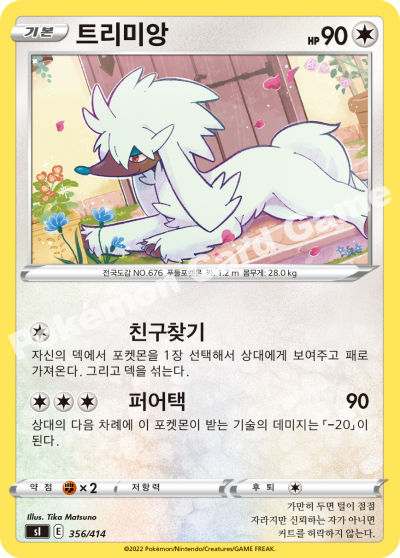 기본 트리미앙 HP 90
전국도감 NO.676 푸들포켓몬 키: 1.2 m 몸무게: 28.0 kg
Pokémon Card Game
친구찾기
자신의 덱에서 포켓몬을 1장 선택해서 상대에게 보여주고 패로
가져온다. 그리고 덱을 섞는다.
퍼어택 90
상대의 다음 차례에 이 포켓몬이 받는 기술의 데미지는 「-20」이
된다.
약점 ×2 저항력 후퇴
Illus. Tika Matsuno
sI E 356/414
가만히 두면 털이 점점
자라지만 신뢰하는 자가 아니면
커트를 허락하지 않는다.
©2022 Pokémon/Nintendo/Creatures/GAME FREAK.